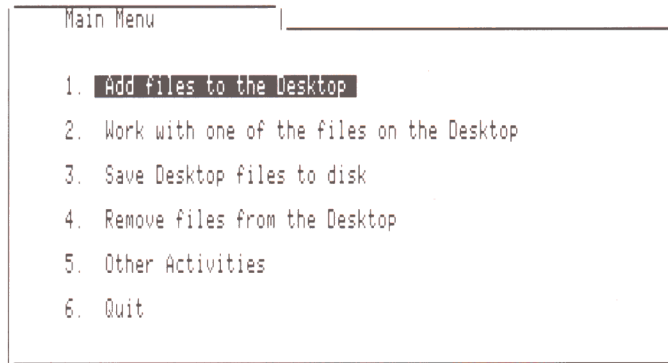 Main Menu
1. Add files to the Desktop
2. Work with one of the files on the Desktop
3. Save Desktop files to disk
4. Remove files from the Desktop
5. Other Activities
6. Quit